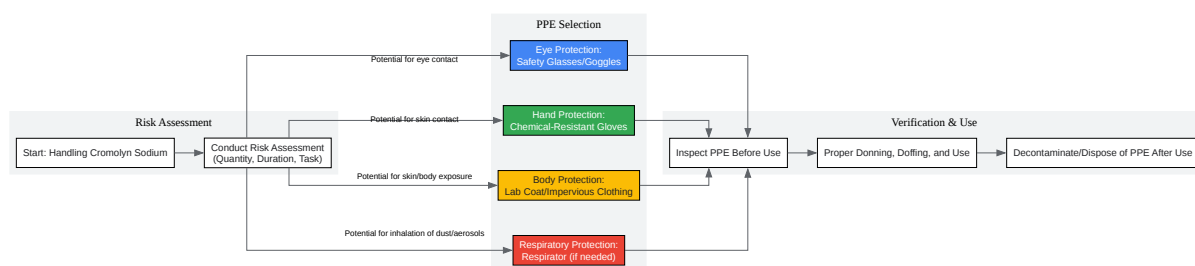 PPE Selection
Eye Protection:
Safety Glasses/Goggles
Potential for eye contact
Hand Protection:
Chemical-Resistant Gloves
Potential for skin contact
Risk Assessment
Verification & Use
Start: Handling Cromolyn Sodium
Conduct Risk Assessment
(Quantity, Duration, Task)
Inspect PPE Before Use
Proper Donning, Doffing, and Use
Decontaminate/Dispose of PPE After Use
Potential for skin/body exposure
Body Protection:
Lab Coat/Impervious Clothing
Potential for inhalation of dust/aerosols
Respiratory Protection:
Respirator (if needed)